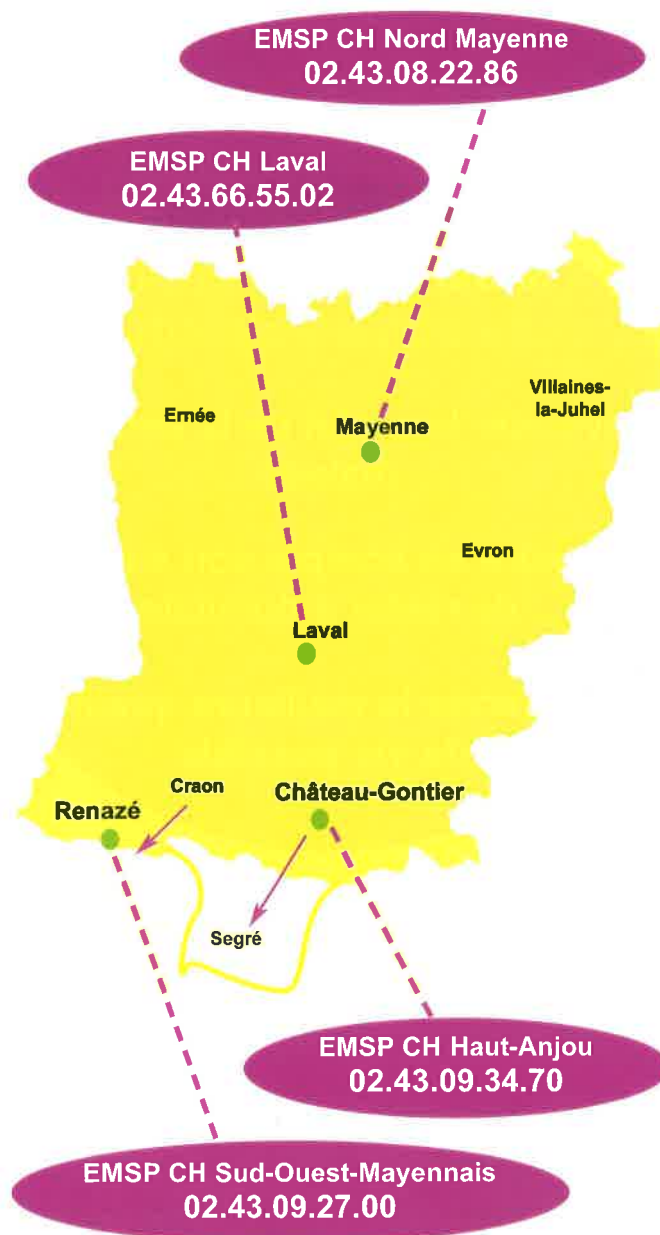 EMSP CH Nord Mayenne
02.43.08.22.86
EMSP CH Laval
02.43.66.55.02
Villaines-
la-Juhel
Ernée
Mayenne
Evron
Laval
Craon
Château-Gontier
Renazé
Segré
EMSP CH Haut-Anjou
02.43.09.34.70
EMSP CH Sud-Ouest-Mayennais
02.43.09.27.00